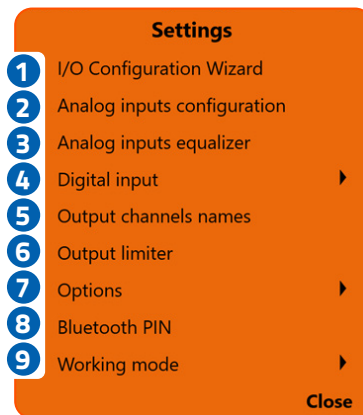 Settings
1 I/O Configuration Wizard
2 Analog inputs configuration
3 Analog inputs equalizer
4 Digital input
5 Output channels names
6 Output limiter
7 Options
8 Bluetooth PIN
9 Working mode
Close